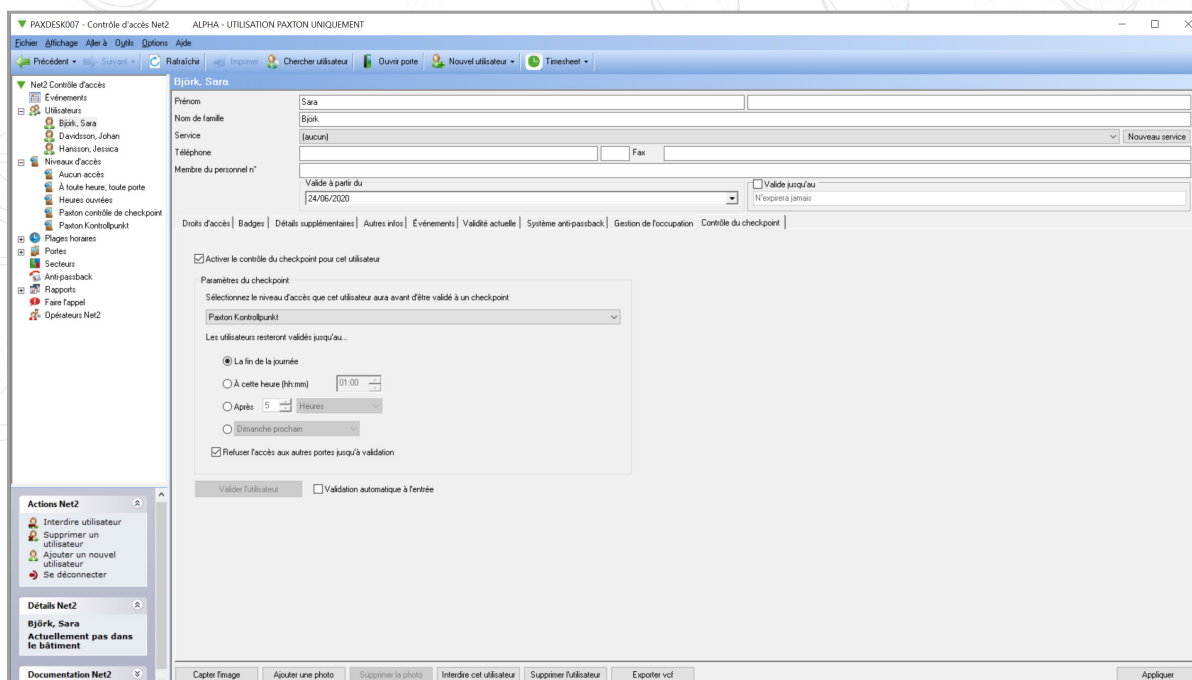 PAXDESK007 - Contrôle d'accès Net2 ALPHA - UTILISATION PAXTON UNIQUEMENT
Fichier Affichage Aller à Outils Options Aide
Précédent Suivant Rafraîchir Imprimer Chercher utilisateur Ouvrir porte Nouvel utilisateur Timesheet
Net2 Contrôle d'accès
Événements
Utilisateurs
Björk, Sara
Davidsson, Johan
Hansson, Jessica
Niveaux d'accès
Aucun accès
À toute heure, toute porte
Heures ouvrées
Paxton contrôle de checkpoint
Paxton Kontrollpunkt
Plages horaires
Portes
Secteurs
Anti-passback
Rapports
Faire l'appel
Opérateurs Net2
Actions Net2
Interdire utilisateur
Supprimer un
utilisateur
Ajouter un nouvel
utilisateur
Se déconnecter
Détails Net2
Björk, Sara
Actuellement pas dans
le bâtiment
Documentation Net2
Björk, Sara
Prénom Sara
Nom de famille Björk
Service (aucun) Nouveau service
Téléphone Fax
Membre du personnel n°
Valide à partir du Valide jusqu'au
24/06/2020 N'expirera jamais
Droits d'accès Badges Détails supplémentaires Autres infos Événements Validité actuelle Système anti-passback Gestion de l'occupation Contrôle du checkpoint
Activer le contrôle du checkpoint pour cet utilisateur
Paramètres du checkpoint
Sélectionnez le niveau d'accès que cet utilisateur aura avant d'être validé à un checkpoint
Paxton Kontrollpunkt
Les utilisateurs resteront validés jusqu'au...
La fin de la journée
À cette heure (hh:mm) 01:00
Après 5 Heures
Dimanche prochain
Refuser l'accès aux autres portes jusqu'à validation
Valider l'utilisateur Validation automatique à l'entrée
Capter l'image Ajouter une photo Supprimer la photo Interdire cet utilisateur Supprimer l'utilisateur Exporter vcf Appliquer